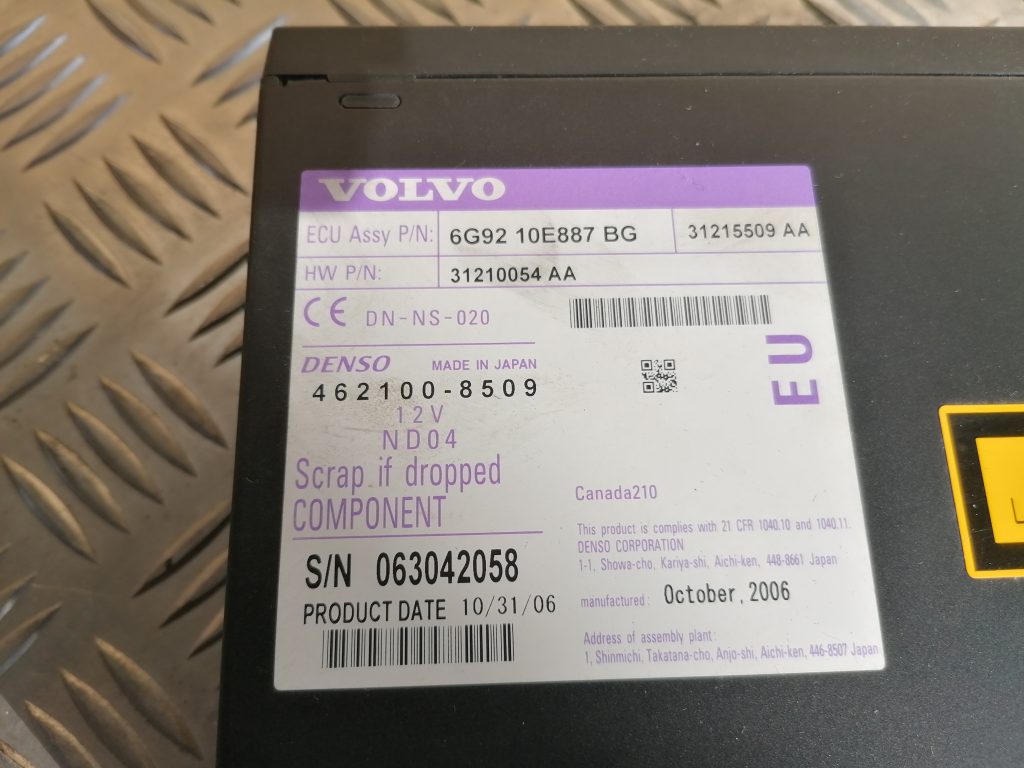 VOLVO
ECU Assy P/N: 6G92 10E887 BG 31215509 AA
HW P/N: 31210054 AA
CE DN-NS-020
EU
DENSO MADE IN JAPAN
462100-8509
12V
ND04
Scrap if dropped
COMPONENT
S/N 063042058
PRODUCT DATE 10/31/06
Canada210
This product is complies with 21 CFR 1040.10 and 1040.11.
DENSO CORPORATION
1-1, Showa-cho, Kariya-shi, Aichi-ken, 448-8661 Japan
manufactured: October, 2006
Address of assembly plant:
1, Shinmichi, Takatana-cho, Anjo-shi, Aichi-ken, 446-8507 Japan